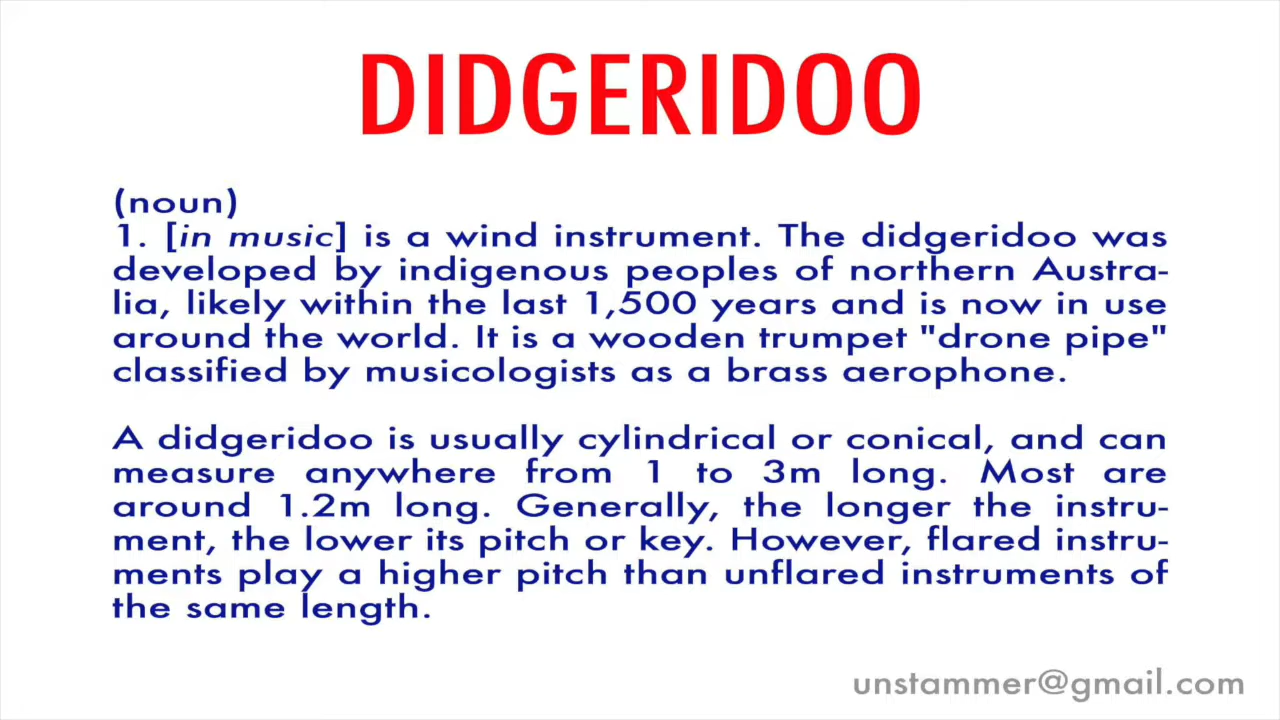 DIDGERIDOO
(noun)
1. [in music] is a wind instrument. The didgeridoo was
developed by indigenous peoples of northern Austra-
lia, likely within the last 1,500 years and is now in use
around the world. It is a wooden trumpet "drone pipe"
classified by musicologists as a brass aerophone.
A didgeridoo is usually cylindrical or conical, and can
measure anywhere from 1 to 3m long. Most are
around 1.2m long. Generally, the longer the instru-
ment, the lower its pitch or key. However, flared instru-
ments play a higher pitch than unflared instruments of
the same length.
unstammer@gmail.com